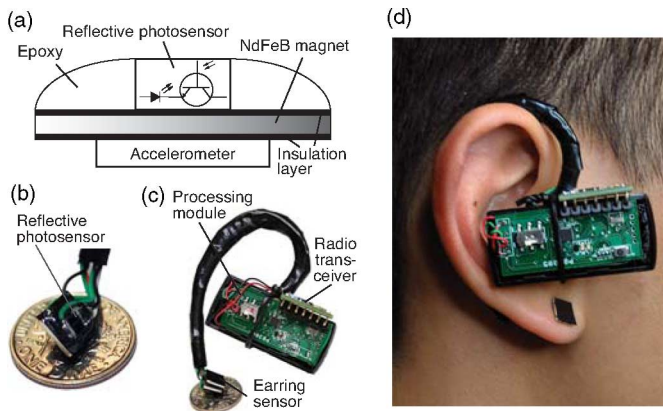 (a)
Reflective photosensor
NdFeB magnet
Epoxy
Accelerometer
Insulation
layer
(b)
Reflective
photosensor
(c)
Processing
module
Radio trans-
ceiver
Earring
sensor
(d)